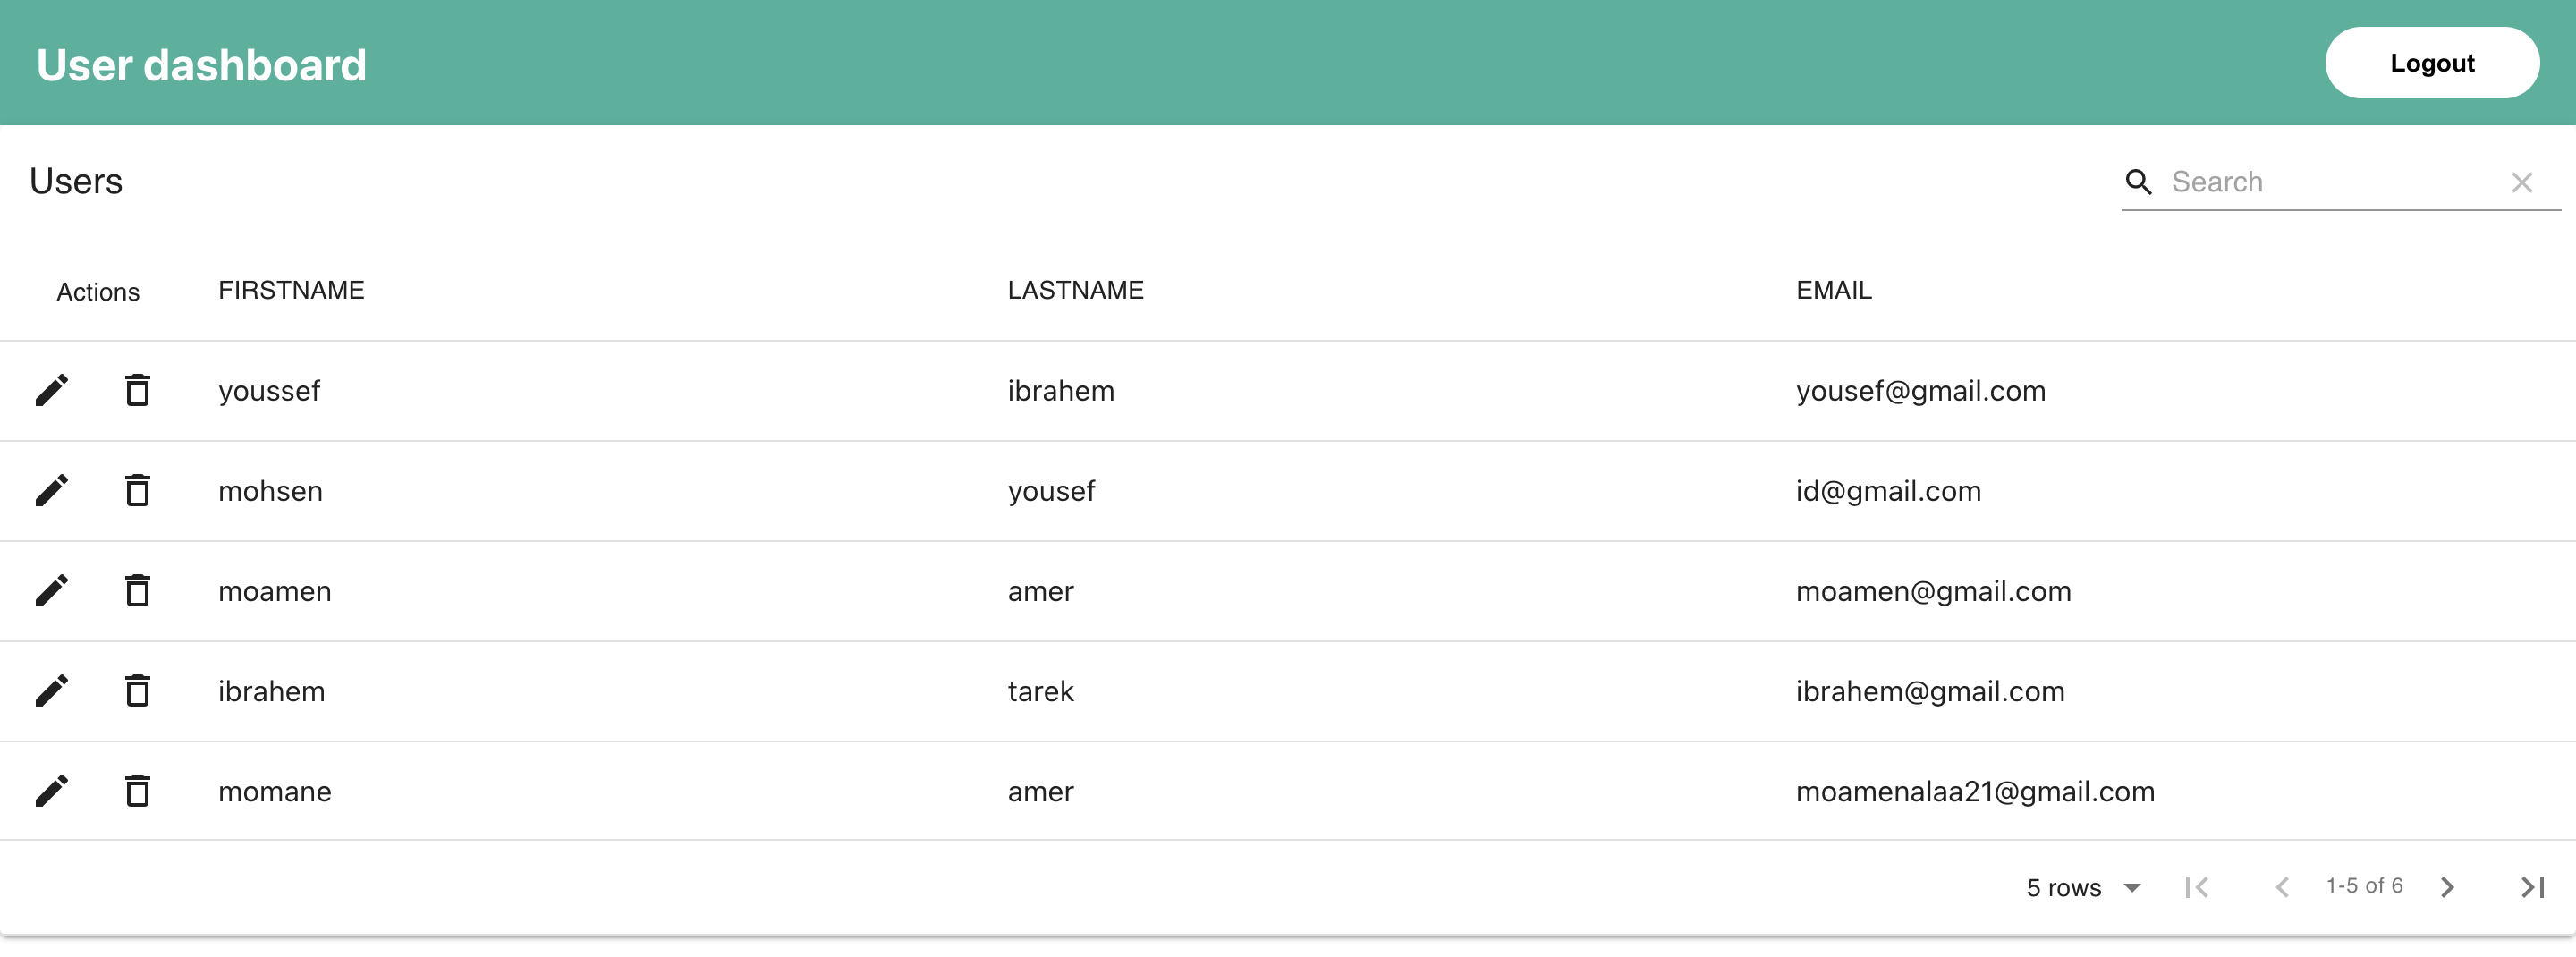 User dashboard Logout
Users Search
Actions FIRSTNAME LASTNAME EMAIL
youssef ibrahem yousef@gmail.com
mohsen yousef id@gmail.com
moamen amer moamen@gmail.com
ibrahem tarek ibrahem@gmail.com
momane amer moamenalaa21@gmail.com
5 rows 1-5 of 6